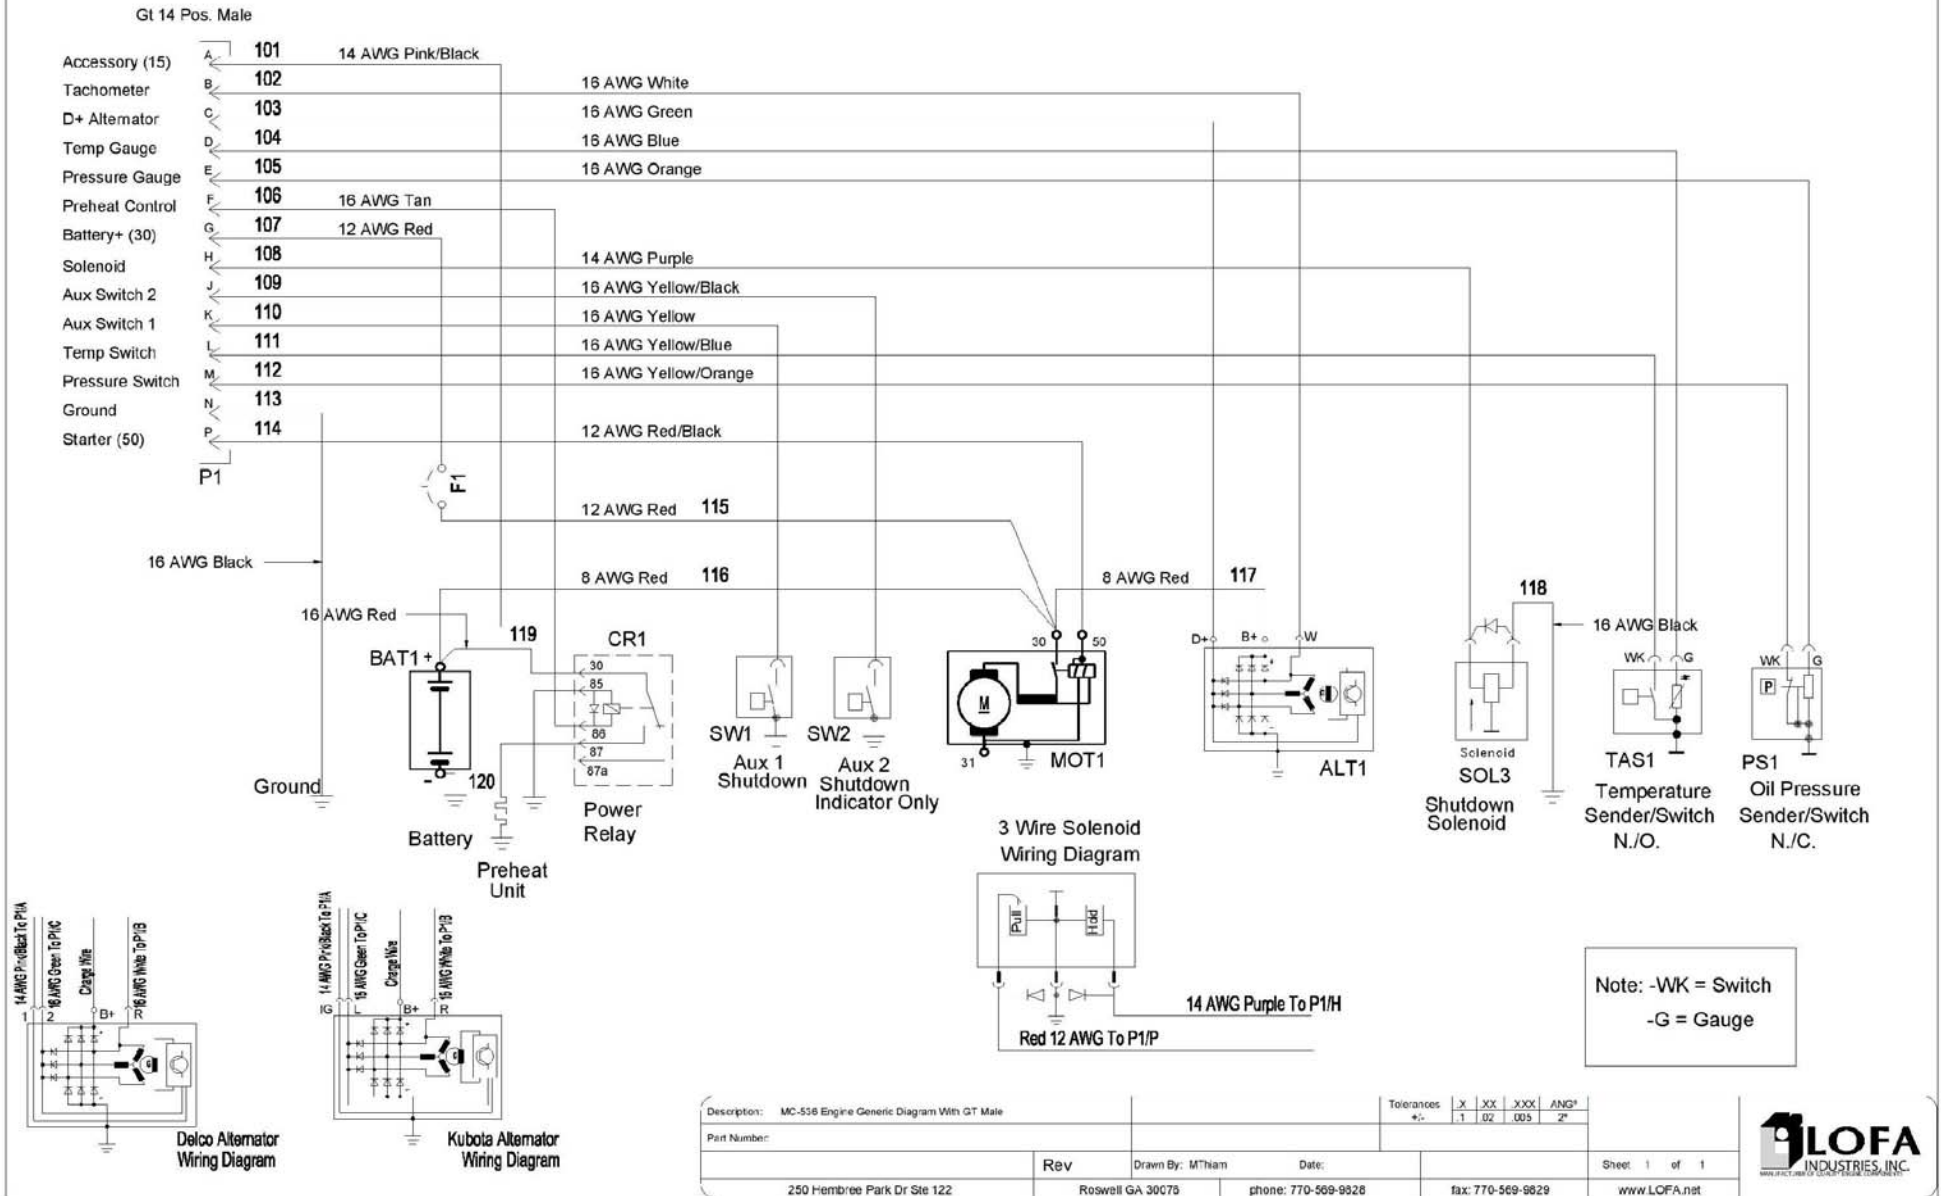 Gt 14 Pos. Male
Accessory (15) A 101 14 AWG Pink/Black
Tachometer B 102 16 AWG White
D+ Alternator C 103 16 AWG Green
Temp Gauge D 104 16 AWG Blue
Pressure Gauge E 105 16 AWG Orange
Preheat Control F 106 16 AWG Tan
Battery+ (30) G 107 12 AWG Red
Solenoid H 108 14 AWG Purple
Aux Switch 2 J 109 16 AWG Yellow/Black
Aux Switch 1 K 110 16 AWG Yellow
Temp Switch L 111 16 AWG Yellow/Blue
Pressure Switch M 112 16 AWG Yellow/Orange
Ground N 113
Starter (50) P 114 12 AWG Red/Black
P1
F1
12 AWG Red 115
16 AWG Black
8 AWG Red 116
8 AWG Red 117
118
16 AWG Red
119
16 AWG Black
BAT1 +
-
120
Battery
Ground
CR1
30
85
86
87
87a
Power
Relay
Preheat
Unit
SW1
Aux 1
Shutdown
SW2
Aux 2
Shutdown
Indicator Only
30
50
M
31
MOT1
D+
B+
W
G
ALT1
Solenoid
SOL3
Shutdown
Solenoid
WK
G
TAS1
Temperature
Sender/Switch
N./O.
WK
G
P
PS1
Oil Pressure
Sender/Switch
N./C.
3 Wire Solenoid
Wiring Diagram
Pull
Hold
14 AWG Purple To P1/H
Red 12 AWG To P1/P
14 AWG Pink/Black To P1/A
16 AWG Green To P1/C
Charge Wire
16 AWG White To P1/B
1
2
B+
R
G
Delco Alternator
Wiring Diagram
14 AWG Pink/Black To P1/A
16 AWG Green To P1/C
Charge Wire
16 AWG White To P1/B
IG
L
B+
R
G
Kubota Alternator
Wiring Diagram
Note: -WK = Switch
-G = Gauge
Description: MC-536 Engine Generic Diagram With GT Male
Tolerances .X .XX .XXX ANG°
+/- .1 .02 .005 2°
Part Number:
Rev
Drawn By: MThiam
Date:
Sheet 1 of 1
250 Hembree Park Dr Ste 122
Roswell GA 30076
phone: 770-569-9828
fax: 770-569-9829
www.LOFA.net
LOFA
INDUSTRIES, INC.